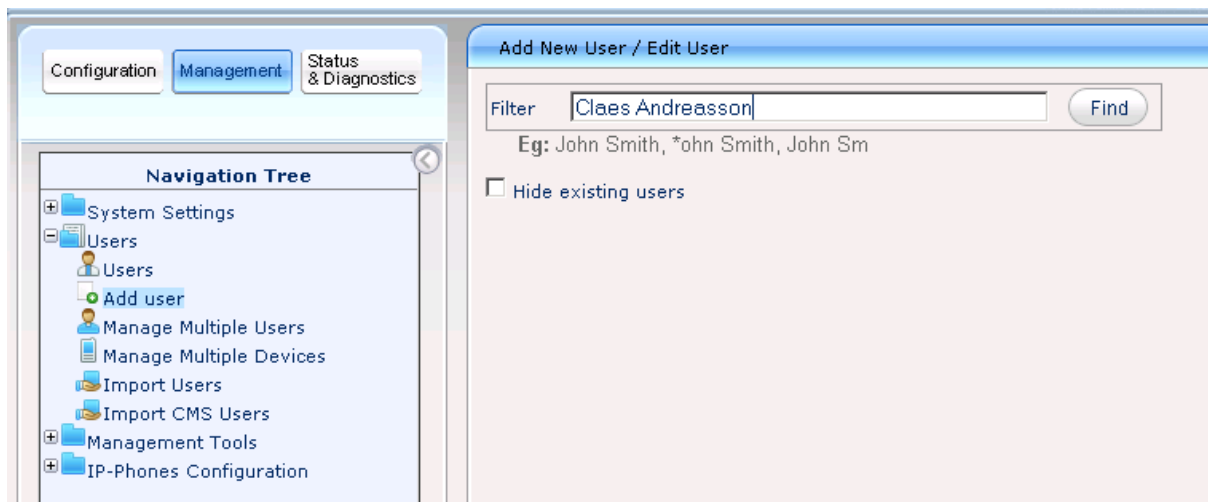 Configuration
Management
Status
& Diagnostics
Navigation Tree
System Settings
Users
Users
Add user
Manage Multiple Users
Manage Multiple Devices
Import Users
Import CMS Users
Management Tools
IP-Phones Configuration
Add New User / Edit User
Filter Claes Andreasson Find
Eg: John Smith, *ohn Smith, John Sm
Hide existing users